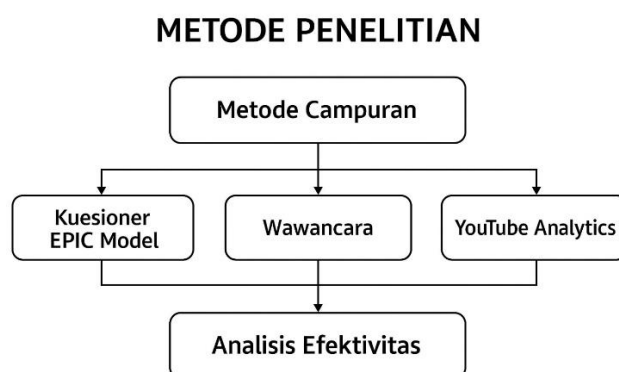 METODE PENELITIAN
Metode Campuran
Kuesioner
EPIC Model
Wawancara
YouTube Analytics
Analisis Efektivitas